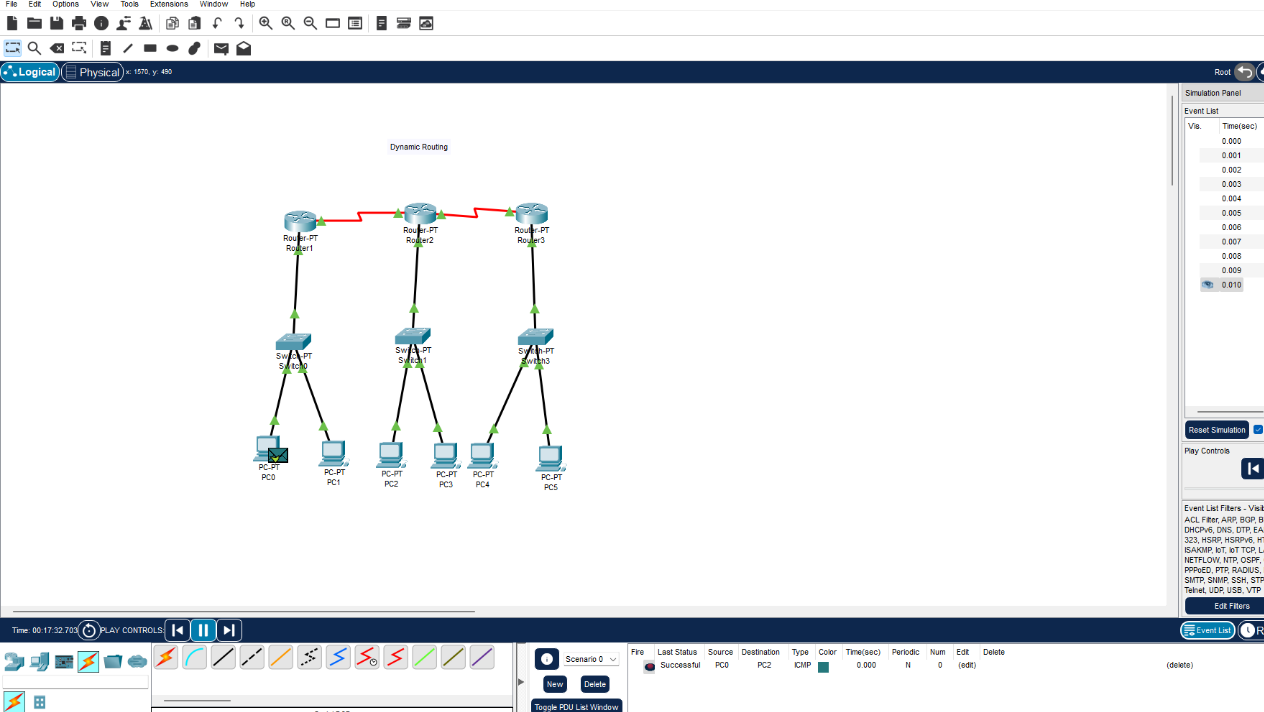 File Edit Options View Tools Extensions Window Help
Logical Physical x: 1570, y: 490 Root
Simulation Panel
Event List
Vis. Time(sec)
0.000
0.001
0.002
0.003
0.004
0.005
0.006
0.007
0.008
0.009
0.010
Dynamic Routing
Router-PT
Router1
Router-PT
Router2
Router-PT
Router3
Switch-PT
Switch0
Switch-PT
Switch1
Switch-PT
Switch3
PC-PT
PC0
PC-PT
PC1
PC-PT
PC2
PC-PT
PC3
PC-PT
PC4
PC-PT
PC5
Reset Simulation
Play Controls
Event List Filters - Visib
ACL Filter, ARP, BGP, B
DHCPv6, DNS, DTP, EA
323, HSRP, HSRPv6, HT
ISAKMP, IoT, IoT TCP, LA
NETFLOW, NTP, OSPF,
PPPoED, PTP, RADIUS,
SMTP, SNMP, SSH, STP
Telnet, UDP, USB, VTP
Edit Filters
Time: 00:17:32.703 PLAY CONTROLS: Event List R
Scenario 0
New Delete
Toggle PDU List Window
Fire Last Status Source Destination Type Color Time(sec) Periodic Num Edit Delete
Successful PC0 PC2 ICMP 0.000 N 0 (edit) (delete)